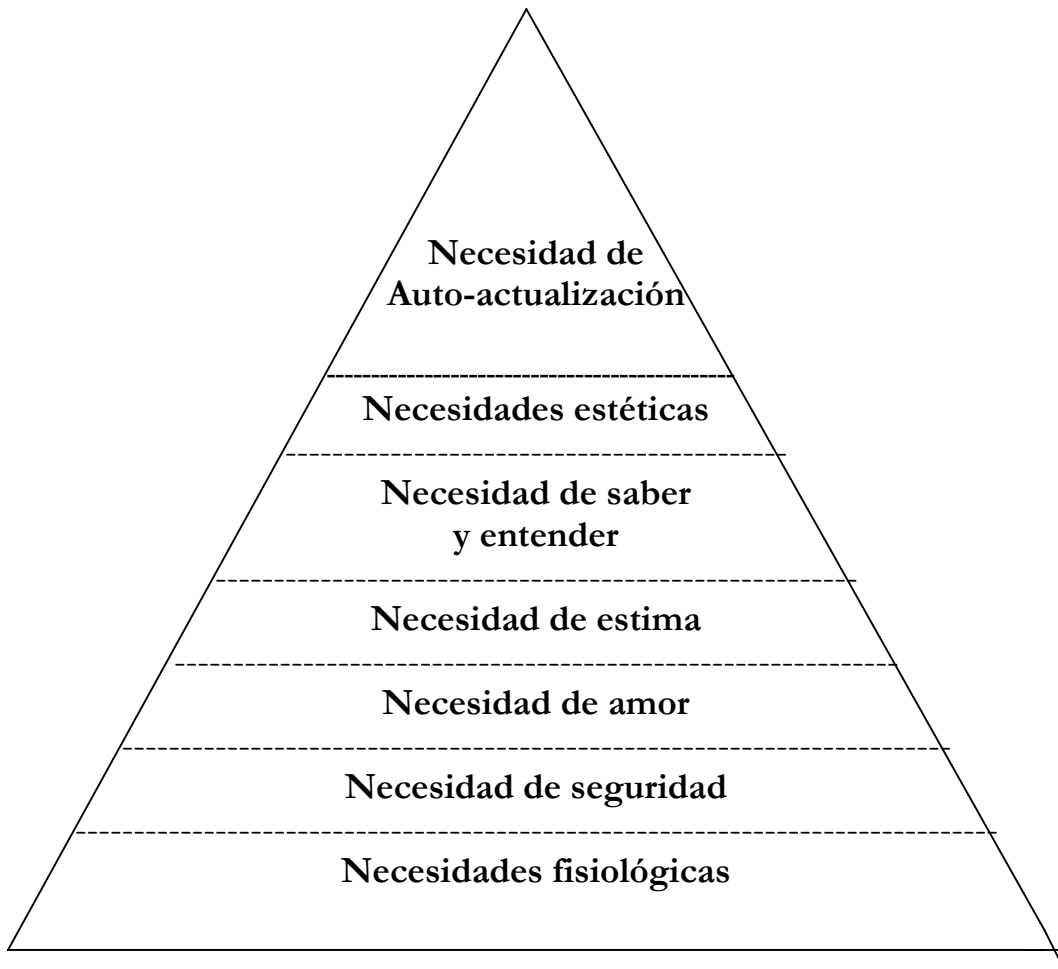 Necesidad de
Auto-actualización
Necesidades estéticas
Necesidad de saber
y entender
Necesidad de estima
Necesidad de amor
Necesidad de seguridad
Necesidades fisiológicas